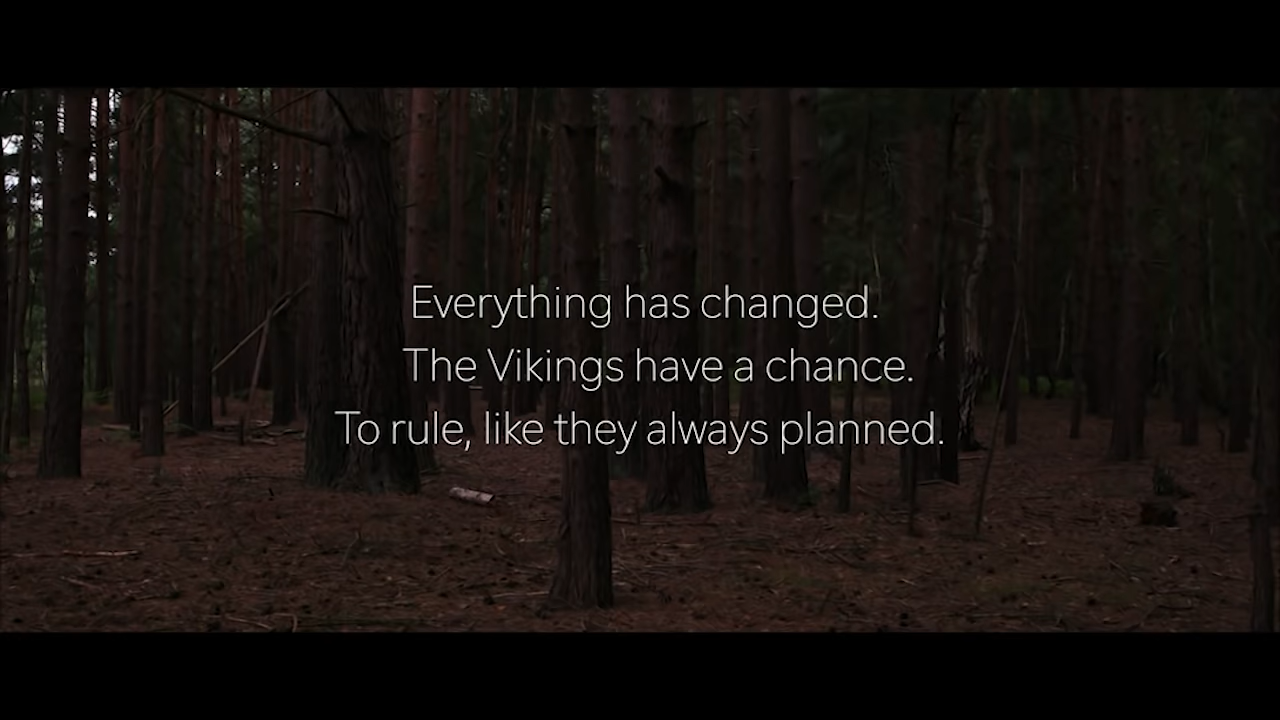 Everything has changed.
The Vikings have a chance.
To rule, like they always planned.